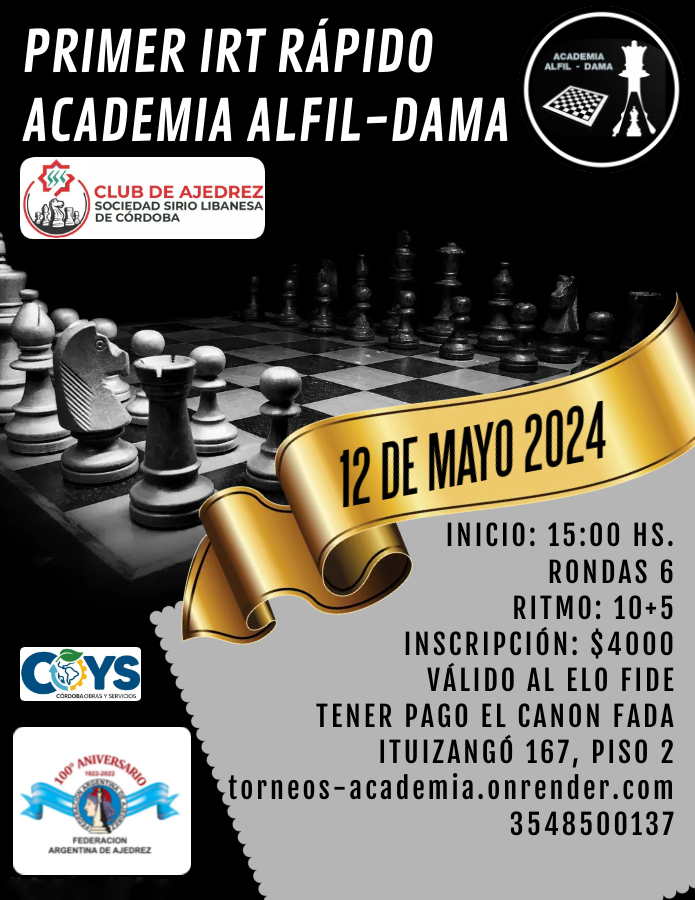 PRIMER IRT RÁPIDO
ACADEMIA ALFIL-DAMA
ACADEMIA
ALFIL - DAMA
CLUB DE AJEDREZ
SOCIEDAD SIRIO LIBANESA
DE CÓRDOBA
12 DE MAYO 2024
INICIO: 15:00 HS.
RONDAS 6
RITMO: 10+5
INSCRIPCIÓN: $4000
VÁLIDO AL ELO FIDE
TENER PAGO EL CANON FADA
ITUIZANGÓ 167, PISO 2
torneos-academia.onrender.com
3548500137
COYS
CÓRDOBA OBRAS Y SERVICIOS
100º ANIVERSARIO
1922-2022
FEDERACION
ARGENTINA DE AJEDREZ